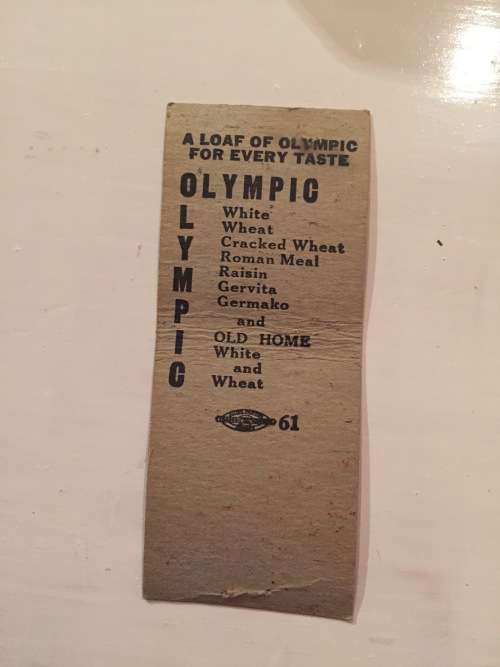 A LOAF OF OLYMPIC
FOR EVERY TASTE
OLYMPIC
L
Y
M
P
I
C
White
Wheat
Cracked Wheat
Roman Meal
Raisin
Gervita
Germako
and
OLD HOME
White
and
Wheat
61